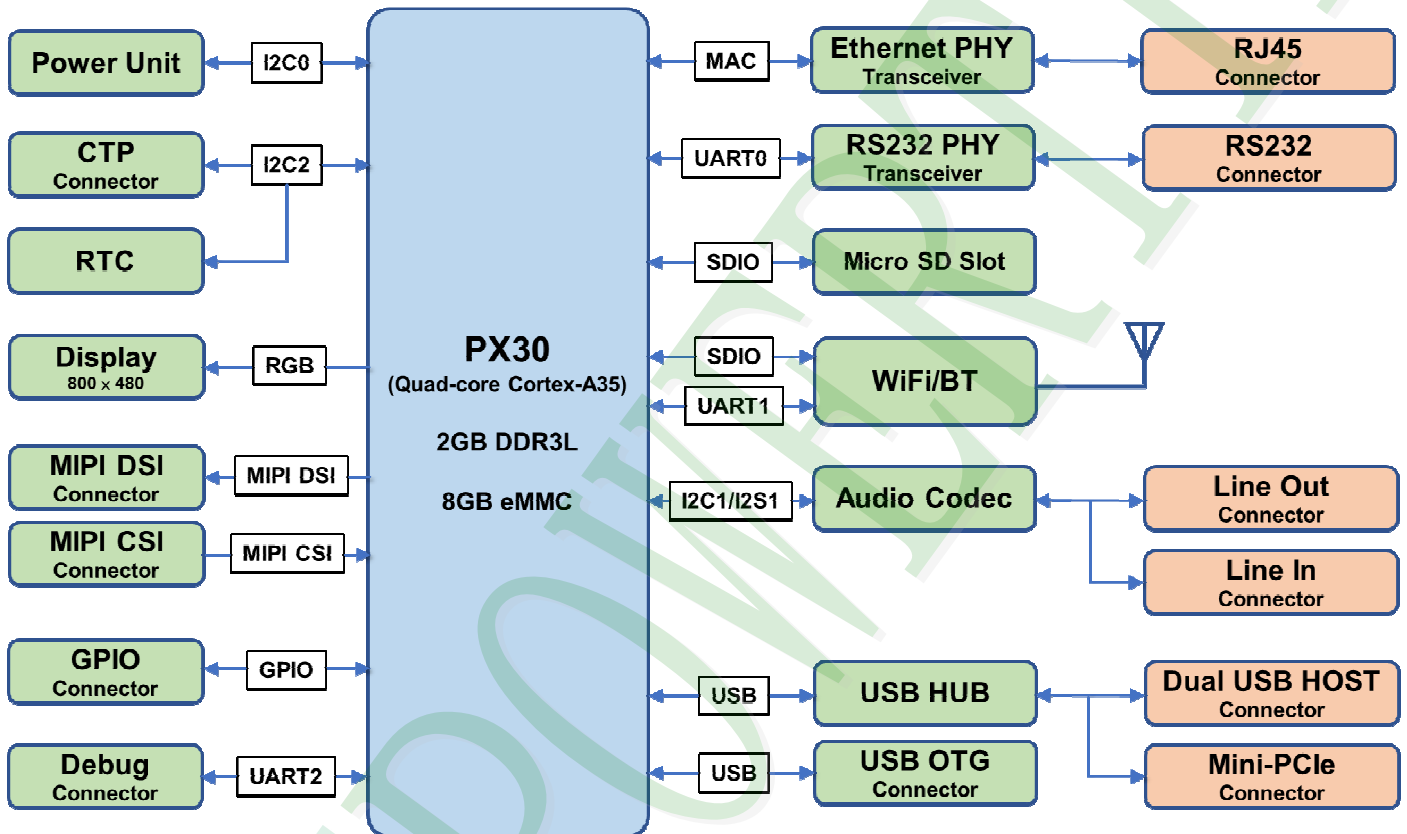 Power Unit
I2C0
CTP
Connector
I2C2
RTC
Display
800 x 480
RGB
MIPI DSI
Connector
MIPI DSI
MIPI CSI
Connector
MIPI CSI
GPIO
Connector
GPIO
Debug
Connector
UART2
PX30
(Quad-core Cortex-A35)
2GB DDR3L
8GB eMMC
MAC
Ethernet PHY
Transceiver
RJ45
Connector
UART0
RS232 PHY
Transceiver
RS232
Connector
SDIO
Micro SD Slot
SDIO
UART1
WiFi/BT
I2C1/I2S1
Audio Codec
Line Out
Connector
Line In
Connector
USB
USB HUB
Dual USB HOST
Connector
Mini-PCIe
Connector
USB
USB OTG
Connector
POWERTI